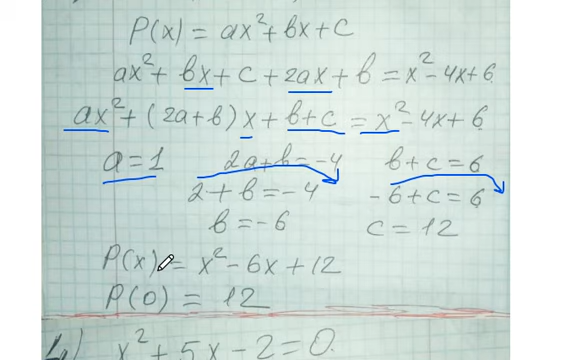 P(x) = ax² + bx + c
ax² + bx + c + 2ax + b = x² - 4x + 6
ax² + (2a+b) x + b+c = x² - 4x + 6
a = 1 2a+b = -4 b+c = 6
2+b = -4 -6+c = 6
b = -6 c = 12
P(x) = x² - 6x + 12
P(0) = 12
4) x² + 5x - 2 = 0